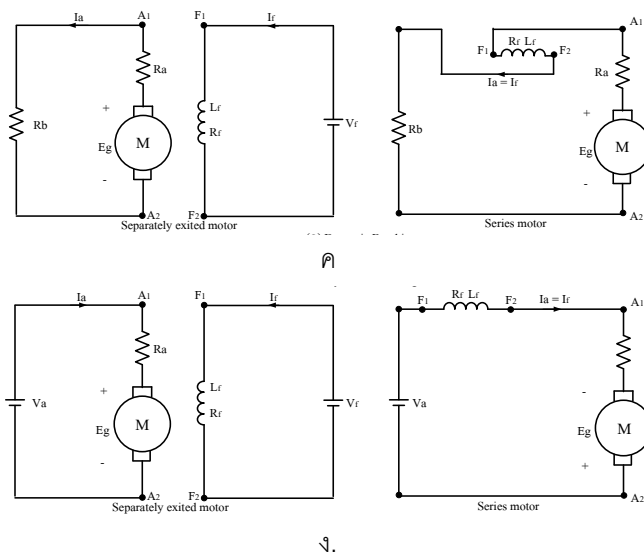 Ia A1 F1 If
Ra
+
Rb
Eg M
-
Lf
Rf
Vf
A2 F2
Separately exited motor
F1 Rf Lf F2 A1
Ia = If
Ra
Rb
+
Eg M
-
A2
Series motor
ค
Ia A1 F1 If
Ra
+
Va
Eg M
-
Lf
Rf
Vf
A2 F2
Separately exited motor
F1 Rf Lf F2 Ia = If A1
-
Va
Eg M
+
A2
Series motor
ง.